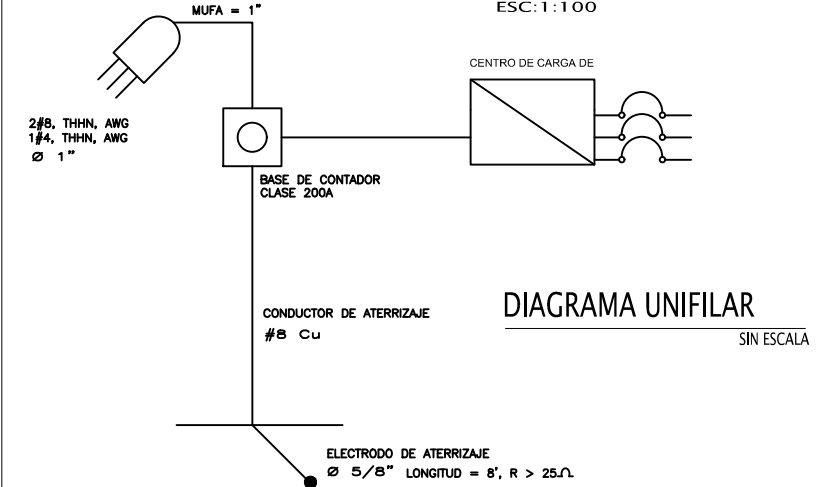 MUFA = 1"
ESC:1:100
CENTRO DE CARGA DE
2#8, THHN, AWG
1#4, THHN, AWG
Ø 1"
BASE DE CONTADOR
CLASE 200A
CONDUCTOR DE ATERRIZAJE
#8 Cu
DIAGRAMA UNIFILAR
SIN ESCALA
ELECTRODO DE ATERRIZAJE
Ø 5/8" LONGITUD = 8', R > 25Ω